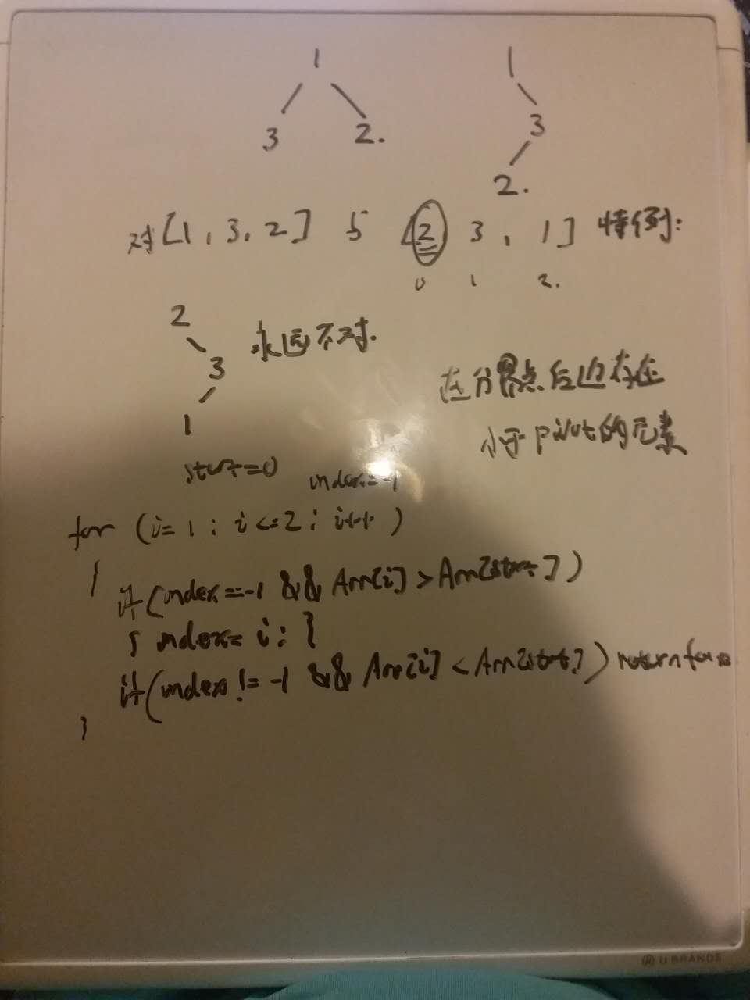 1 1
3 2. 3
2.
对[1, 3, 2] 与 [2 3, 1] 特例:
0 1 2.
2
3 永远不对.
1
在分界点后边存在
小于pivot的元素
start=0 index=-1
for (i=1; i<=2; i++)
{ if(index==-1 && Arr[i]>Arr[start])
{ index=i; }
if(index!=-1 && Arr[i]<Arr[start]) return false
}
U BRANDS